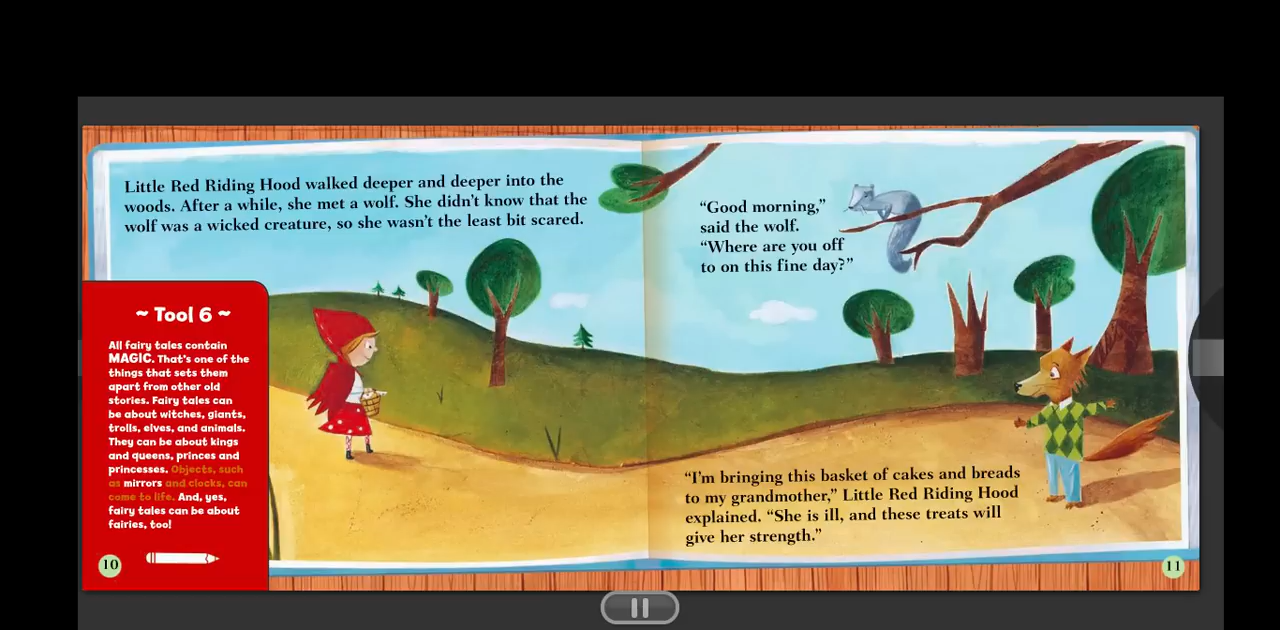 Little Red Riding Hood walked deeper and deeper into the
woods. After a while, she met a wolf. She didn't know that the
wolf was a wicked creature, so she wasn't the least bit scared.
~ Tool 6 ~
All fairy tales contain
MAGIC. That's one of the
things that sets them
apart from other old
stories. Fairy tales can
be about witches, giants,
trolls, elves, and animals.
They can be about kings
and queens, princes and
princesses. Objects, such
as mirrors and clocks, can
come to life. And, yes,
fairy tales can be about
fairies, too!
10
“Good morning,”
said the wolf.
“Where are you off
to on this fine day?”
“I'm bringing this basket of cakes and breads
to my grandmother,” Little Red Riding Hood
explained. “She is ill, and these treats will
give her strength.”
11